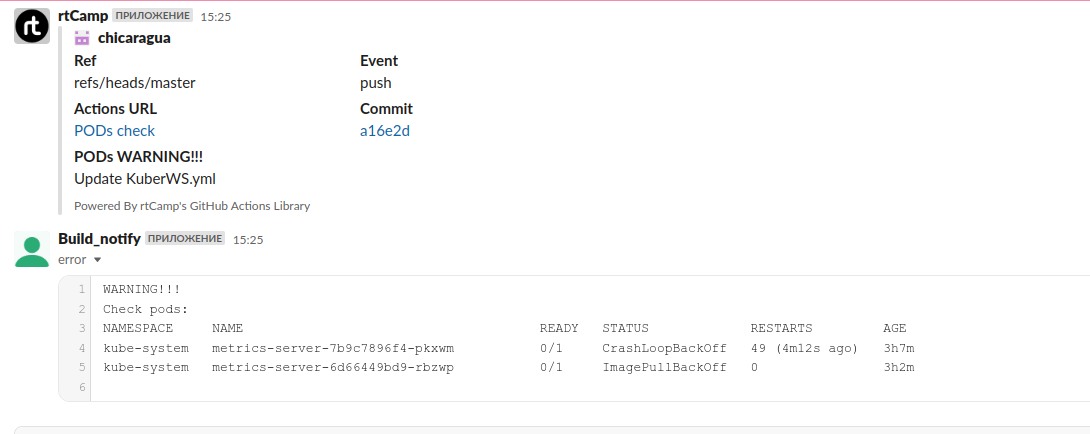 rt
rtCamp ПРИЛОЖЕНИЕ 15:25
chicaragua
Ref Event
refs/heads/master push
Actions URL Commit
PODs check a16e2d
PODs WARNING!!!
Update KuberWS.yml
Powered By rtCamp's GitHub Actions Library
Build_notify ПРИЛОЖЕНИЕ 15:25
error
1 WARNING!!!
2 Check pods:
3 NAMESPACE NAME READY STATUS RESTARTS AGE
4 kube-system metrics-server-7b9c7896f4-pkxwm 0/1 CrashLoopBackOff 49 (4m12s ago) 3h7m
5 kube-system metrics-server-6d66449bd9-rbzwp 0/1 ImagePullBackOff 0 3h2m
6